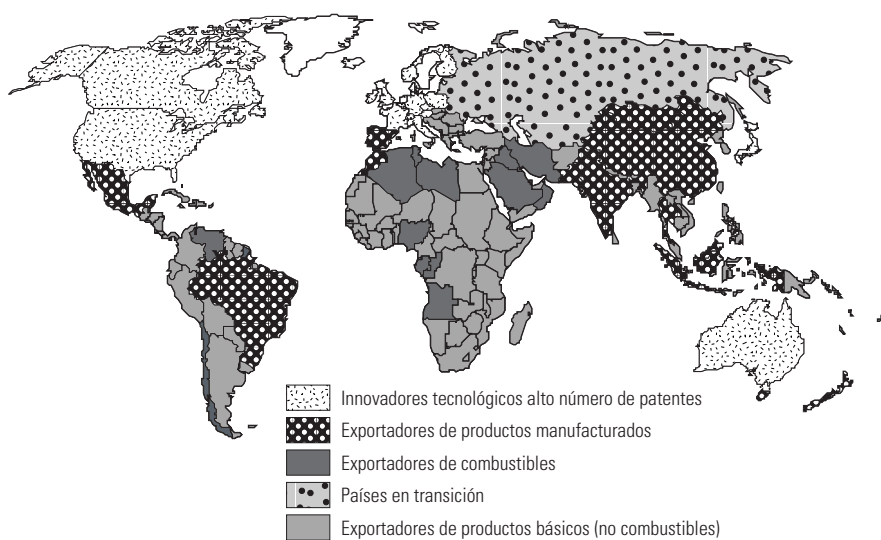 Innovadores tecnológicos alto número de patentes
Exportadores de productos manufacturados
Exportadores de combustibles
Países en transición
Exportadores de productos básicos (no combustibles)